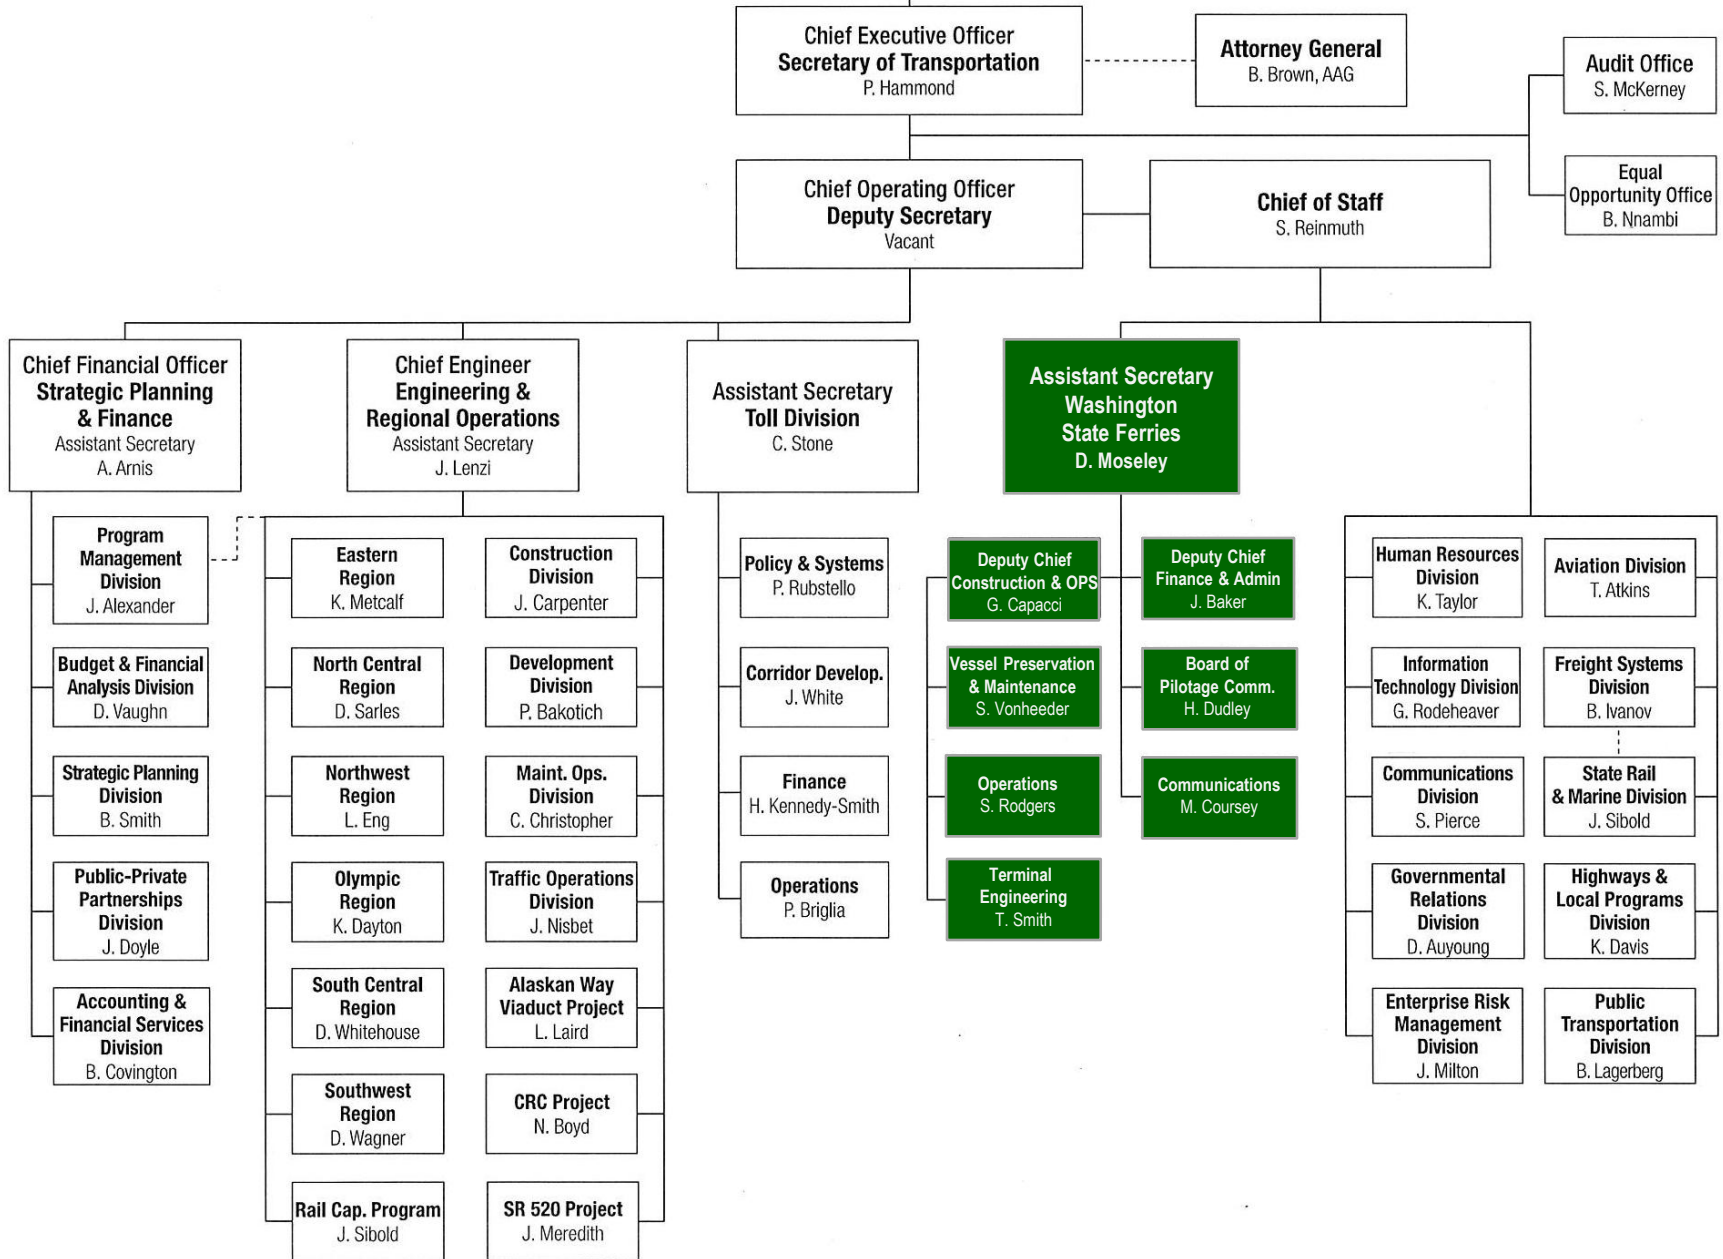 Chief Executive Officer
Secretary of Transportation
P. Hammond
Attorney General
B. Brown, AAG
Audit Office
S. McKerney
Equal
Opportunity Office
B. Nnambi
Chief Operating Officer
Deputy Secretary
Vacant
Chief of Staff
S. Reinmuth
Chief Financial Officer
Strategic Planning
& Finance
Assistant Secretary
A. Arnis
Chief Engineer
Engineering &
Regional Operations
Assistant Secretary
J. Lenzi
Assistant Secretary
Toll Division
C. Stone
Assistant Secretary
Washington
State Ferries
D. Moseley
Program
Management
Division
J. Alexander
Budget & Financial
Analysis Division
D. Vaughn
Strategic Planning
Division
B. Smith
Public-Private
Partnerships
Division
J. Doyle
Accounting &
Financial Services
Division
B. Covington
Eastern
Region
K. Metcalf
North Central
Region
D. Sarles
Northwest
Region
L. Eng
Olympic
Region
K. Dayton
South Central
Region
D. Whitehouse
Southwest
Region
D. Wagner
Rail Cap. Program
J. Sibold
Construction
Division
J. Carpenter
Development
Division
P. Bakotich
Maint. Ops.
Division
C. Christopher
Traffic Operations
Division
J. Nisbet
Alaskan Way
Viaduct Project
L. Laird
CRC Project
N. Boyd
SR 520 Project
J. Meredith
Policy & Systems
P. Rubstello
Corridor Develop.
J. White
Finance
H. Kennedy-Smith
Operations
P. Briglia
Deputy Chief
Construction & OPS
G. Capacci
Vessel Preservation
& Maintenance
S. Vonheeder
Operations
S. Rodgers
Terminal
Engineering
T. Smith
Deputy Chief
Finance & Admin
J. Baker
Board of
Pilotage Comm.
H. Dudley
Communications
M. Coursey
Human Resources
Division
K. Taylor
Information
Technology Division
G. Rodeheaver
Communications
Division
S. Pierce
Governmental
Relations
Division
D. Auyoung
Enterprise Risk
Management
Division
J. Milton
Aviation Division
T. Atkins
Freight Systems
Division
B. Ivanov
State Rail
& Marine Division
J. Sibold
Highways &
Local Programs
Division
K. Davis
Public
Transportation
Division
B. Lagerberg